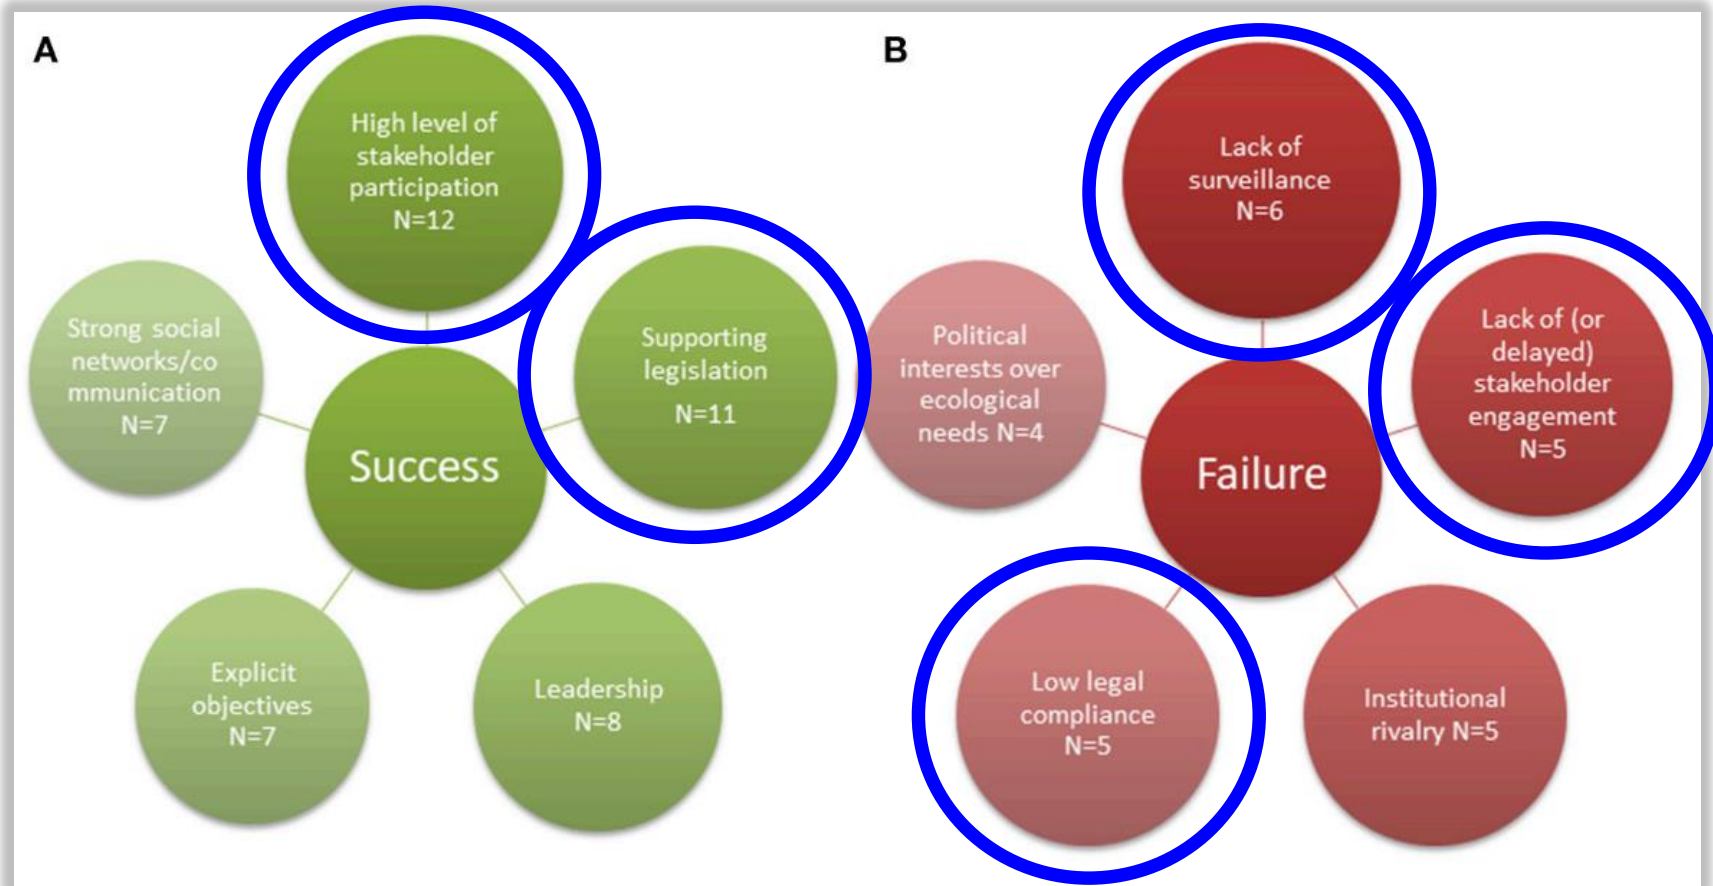 A
High level of
stakeholder
participation
N=12
Supporting
legislation
N=11
Strong social
networks/co
mmunication
N=7
Success
Explicit
objectives
N=7
Leadership
N=8
B
Lack of
surveillance
N=6
Lack of (or
delayed)
stakeholder
engagement
N=5
Political
interests over
ecological
needs N=4
Failure
Low legal
compliance
N=5
Institutional
rivalry N=5